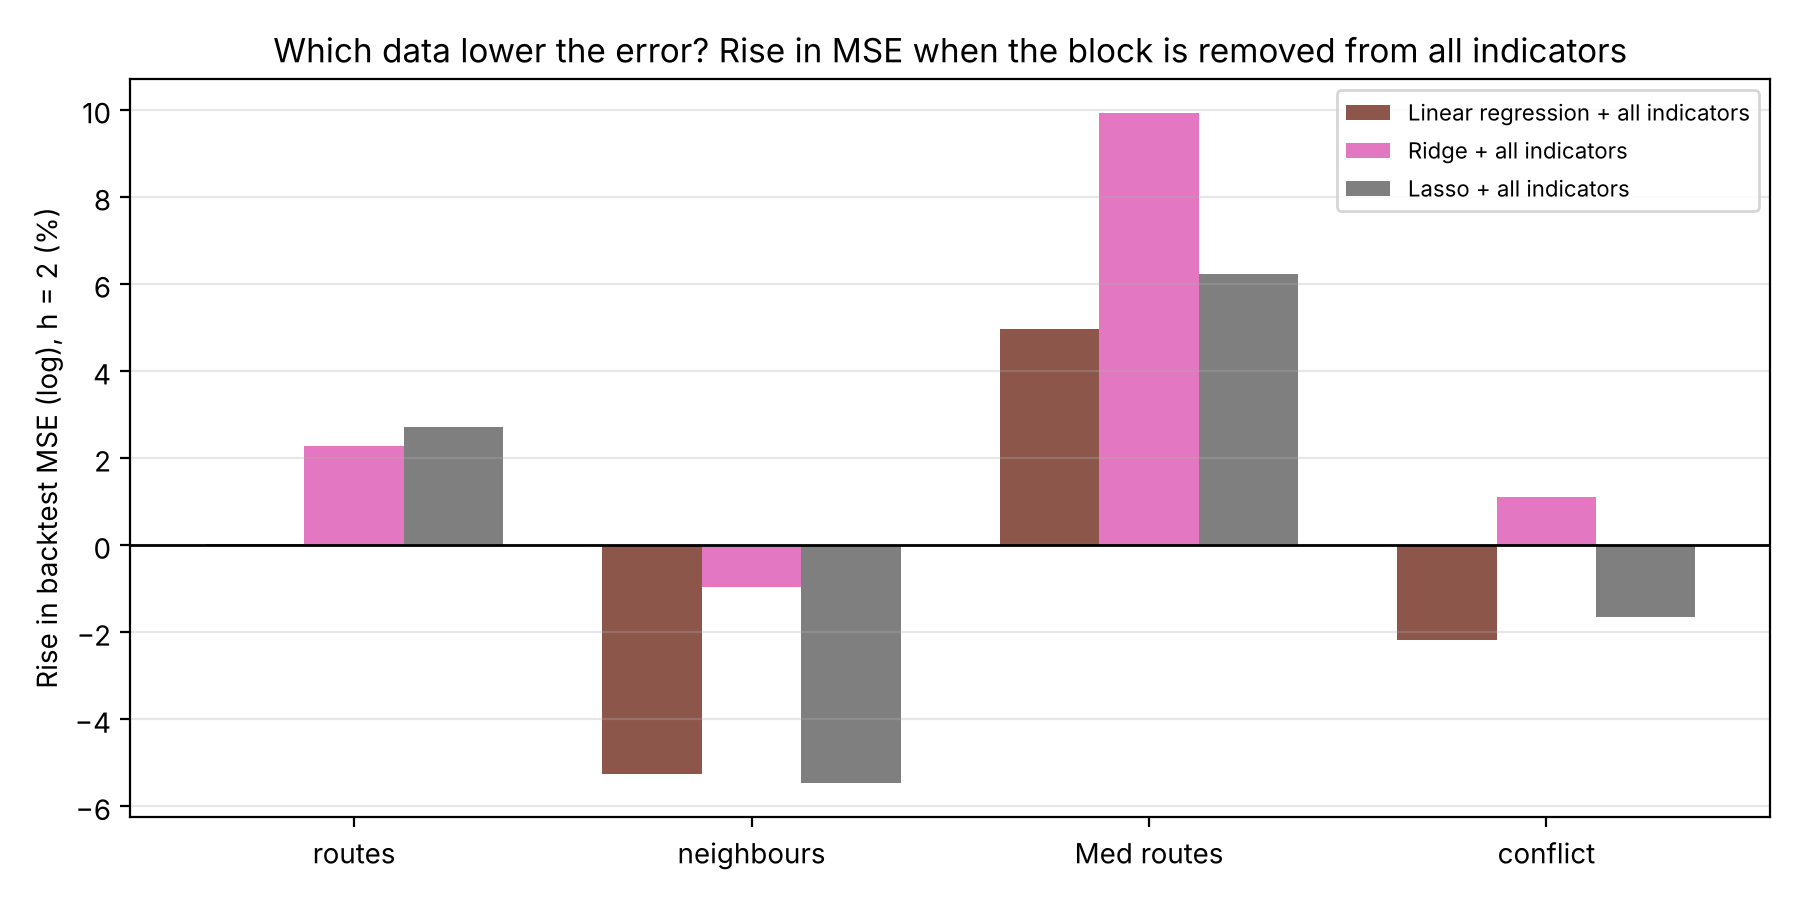 Which data lower the error? Rise in MSE when the block is removed from all indicators
Rise in backtest MSE (log), h = 2 (%)
10
8
6
4
2
0
−2
−4
−6
Linear regression + all indicators
Ridge + all indicators
Lasso + all indicators
routes
neighbours
Med routes
conflict